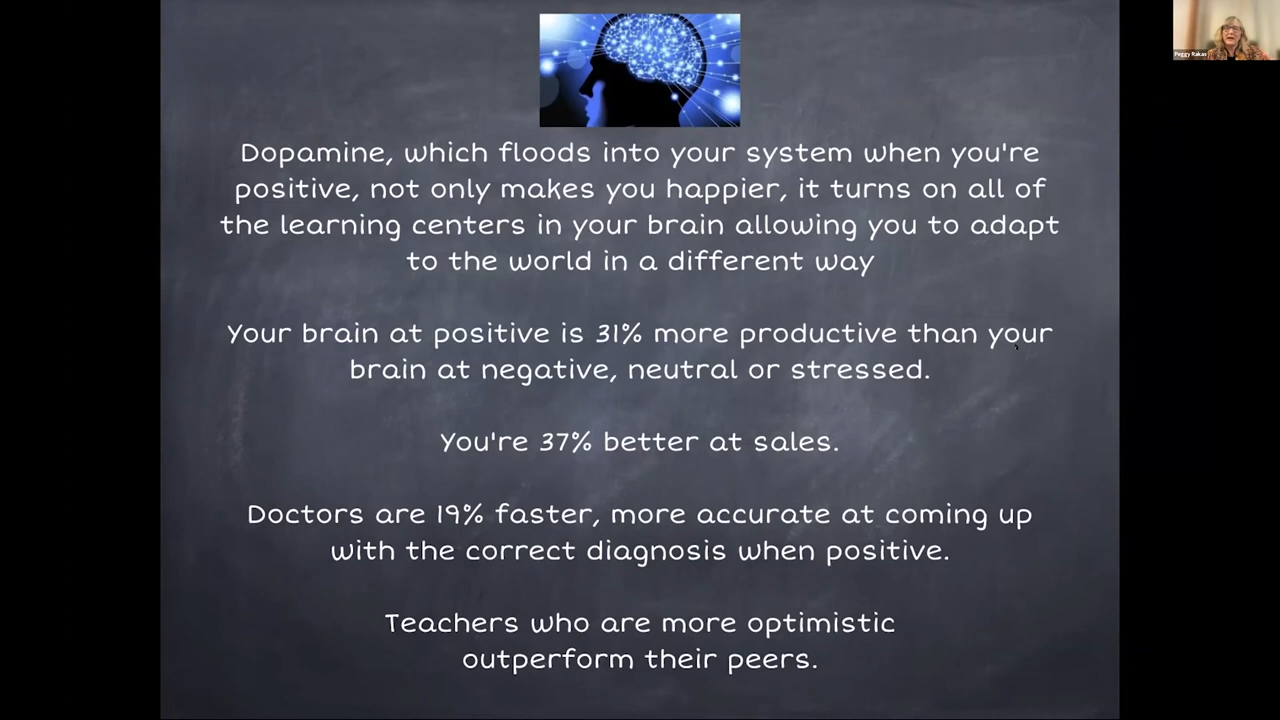 Peggy Rakas
Dopamine, which floods into your system when you're
positive, not only makes you happier, it turns on all of
the learning centers in your brain allowing you to adapt
to the world in a different way
Your brain at positive is 31% more productive than your
brain at negative, neutral or stressed.
You're 37% better at sales.
Doctors are 19% faster, more accurate at coming up
with the correct diagnosis when positive.
Teachers who are more optimistic
outperform their peers.